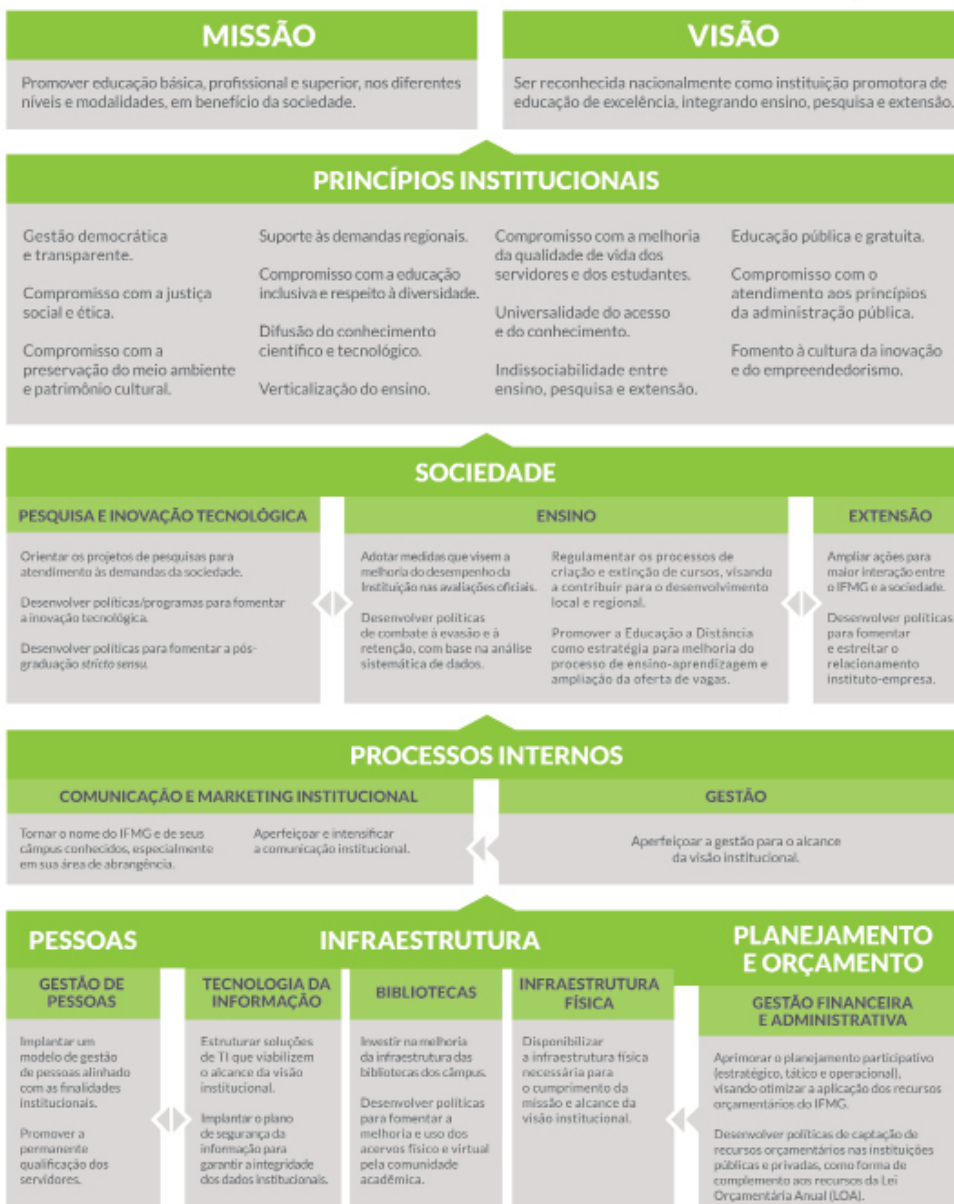 MISSÃO
Promover educação básica, profissional e superior, nos diferentes
níveis e modalidades, em benefício da sociedade.
VISÃO
Ser reconhecida nacionalmente como instituição promotora de
educação de excelência, integrando ensino, pesquisa e extensão.
PRINCÍPIOS INSTITUCIONAIS
Gestão democrática
e transparente.
Compromisso com a justiça
social e ética.
Compromisso com a
preservação do meio ambiente
e patrimônio cultural.
Suporte às demandas regionais.
Compromisso com a educação
inclusiva e respeito à diversidade.
Difusão do conhecimento
científico e tecnológico.
Verticalização do ensino.
Compromisso com a melhoria
da qualidade de vida dos
servidores e dos estudantes.
Universalidade do acesso
e do conhecimento.
Indissociabilidade entre
ensino, pesquisa e extensão.
Educação pública e gratuita.
Compromisso com o
atendimento aos princípios
da administração pública.
Fomento à cultura da inovação
e do empreendedorismo.
SOCIEDADE
PESQUISA E INOVAÇÃO TECNOLÓGICA
Orientar os projetos de pesquisas para
atendimento às demandas da sociedade.
Desenvolver políticas/programas para fomentar
a inovação tecnológica.
Desenvolver políticas para fomentar a pós-
graduação stricto sensu.
ENSINO
Adotar medidas que visem a
melhoria do desempenho da
Instituição nas avaliações oficiais.
Desenvolver políticas
de combate à evasão e à
retenção, com base na análise
sistemática de dados.
Regulamentar os processos de
criação e extinção de cursos, visando
a contribuir para o desenvolvimento
local e regional.
Promover a Educação a Distância
como estratégia para melhoria do
processo de ensino-aprendizagem e
ampliação da oferta de vagas.
EXTENSÃO
Ampliar ações para
maior interação entre
o IFMG e a sociedade.
Desenvolver políticas
para fomentar
e estreitar o
relacionamento
instituto-empresa.
PROCESSOS INTERNOS
COMUNICAÇÃO E MARKETING INSTITUCIONAL
Tornar o nome do IFMG e de seus
câmpus conhecidos, especialmente
em sua área de abrangência.
Aperfeiçoar e intensificar
a comunicação institucional.
GESTÃO
Aperfeiçoar a gestão para o alcance
da visão institucional.
PESSOAS
GESTÃO DE
PESSOAS
Implantar um
modelo de gestão
de pessoas alinhado
com as finalidades
institucionais.
Promover a
permanente
qualificação dos
servidores.
INFRAESTRUTURA
TECNOLOGIA DA
INFORMAÇÃO
Estruturar soluções
de TI que viabilizem
o alcance da visão
institucional.
Implantar o plano
de segurança da
informação para
garantir a integridade
dos dados institucionais.
BIBLIOTECAS
Investir na melhoria
da infraestrutura das
bibliotecas dos câmpus.
Desenvolver políticas
para fomentar a
melhoria e uso dos
acervos físico e virtual
pela comunidade
acadêmica.
INFRAESTRUTURA
FÍSICA
Disponibilizar
a infraestrutura física
necessária para
o cumprimento da
missão e alcance da
visão institucional.
PLANEJAMENTO
E ORÇAMENTO
GESTÃO FINANCEIRA
E ADMINISTRATIVA
Aprimorar o planejamento participativo
(estratégico, tático e operacional),
visando otimizar a aplicação dos recursos
orçamentários do IFMG.
Desenvolver políticas de captação de
recursos orçamentários nas instituições
públicas e privadas, como forma de
complemento aos recursos da Lei
Orçamentária Anual (LOA).